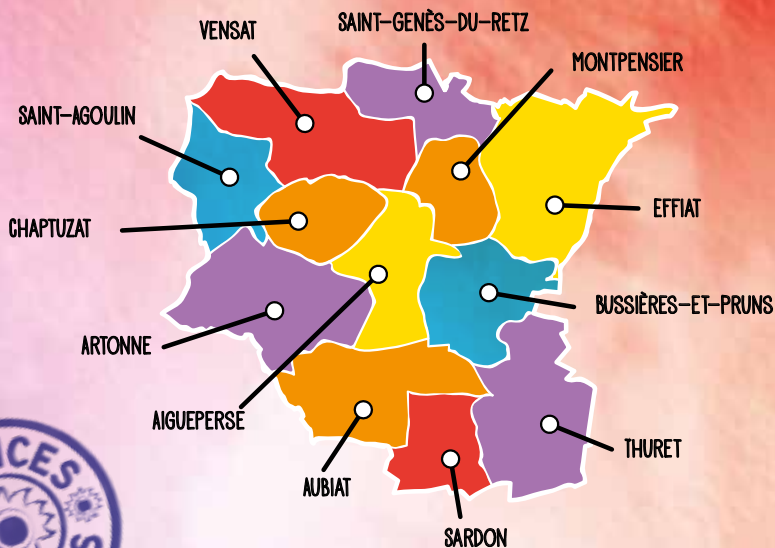 SAINT-GENÈS-DU-RETZ
VENSAT
MONTPENSIER
SAINT-AGOULIN
EFFIAT
CHAPTUZAT
BUSSIÈRES-ET-PRUNS
ARTONNE
AIGUEPERSE
THURET
AUBIAT
SARDON